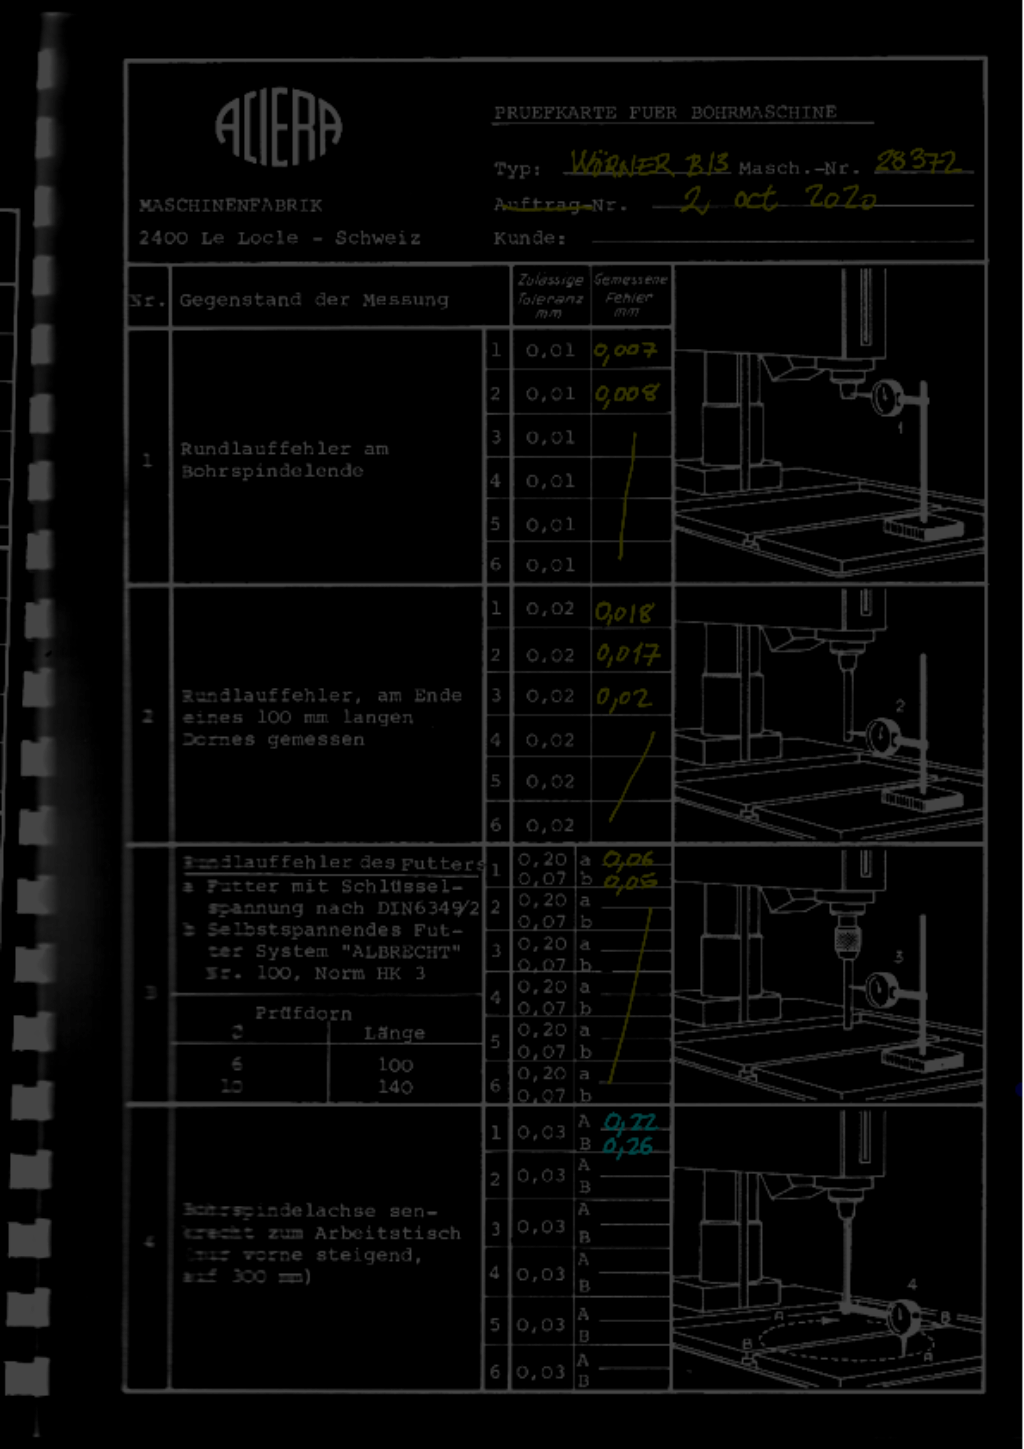 ACIERA
PRUEFKARTE FUER BOHRMASCHINE
Typ: WÖRNER B13 Masch.-Nr. 28372
MASCHINENFABRIK
Auftrag-Nr. 2 oct 2020
2400 Le Locle - Schweiz
Kunde:
Nr. Gegenstand der Messung
Zulässige Toleranz mm
Gemessene Fehler mm
1
Rundlauffehler am
Bohrspindelende
1 0,01 0,007
2 0,01 0,008
3 0,01
4 0,01
5 0,01
6 0,01
1
2
Rundlauffehler, am Ende
eines 100 mm langen
Dornes gemessen
1 0,02 0,018
2 0,02 0,017
3 0,02 0,02
4 0,02
5 0,02
6 0,02
2
3
Rundlauffehler des Futters
a Futter mit Schlüssel-
spannung nach DIN6349/2
b Selbstspannendes Fut-
ter System "ALBRECHT"
Nr. 100, Norm HK 3
Prüfdorn
Länge
6 100
10 140
1 0,20 a 0,06
0,07 b 0,05
2 0,20 a
0,07 b
3 0,20 a
0,07 b
4 0,20 a
0,07 b
5 0,20 a
0,07 b
6 0,20 a
0,07 b
3
4
Bohrspindelachse sen-
krecht zum Arbeitstisch
(nur vorne steigend,
auf 300 mm)
1 0,03 A 0,22
B 0,26
2 0,03 A
B
3 0,03 A
B
4 0,03 A
B
5 0,03 A
B
6 0,03 A
B
4
A B
B A